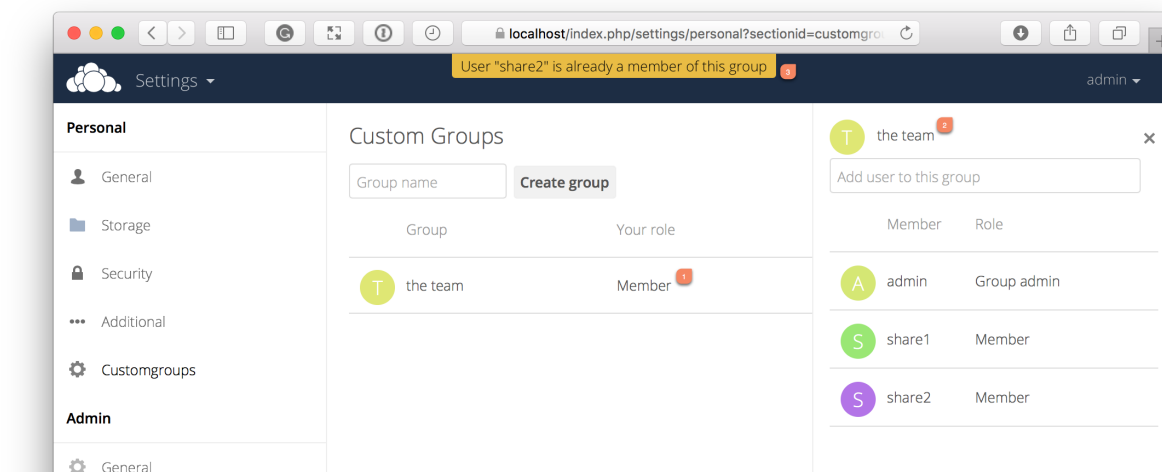 localhost/index.php/settings/personal?sectionid=customgro
User "share2" is already a member of this group 3
Settings
admin
Personal
General
Storage
Security
Additional
Customgroups
Admin
General
Custom Groups
Group name
Create group
Group Your role
T the team Member 1
T the team 2
Add user to this group
Member Role
A admin Group admin
S share1 Member
S share2 Member